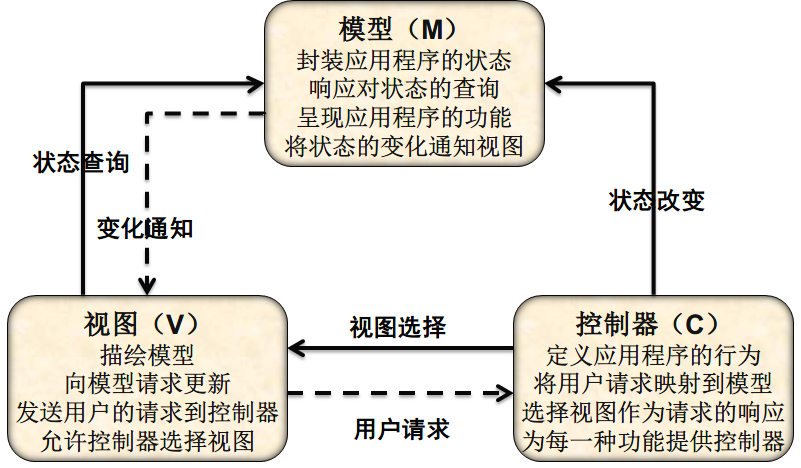 模型（M）
封装应用程序的状态
响应对状态的查询
呈现应用程序的功能
将状态的变化通知视图
状态查询
变化通知
状态改变
视图（V）
描绘模型
向模型请求更新
发送用户的请求到控制器
允许控制器选择视图
视图选择
用户请求
控制器（C）
定义应用程序的行为
将用户请求映射到模型
选择视图作为请求的响应
为每一种功能提供控制器